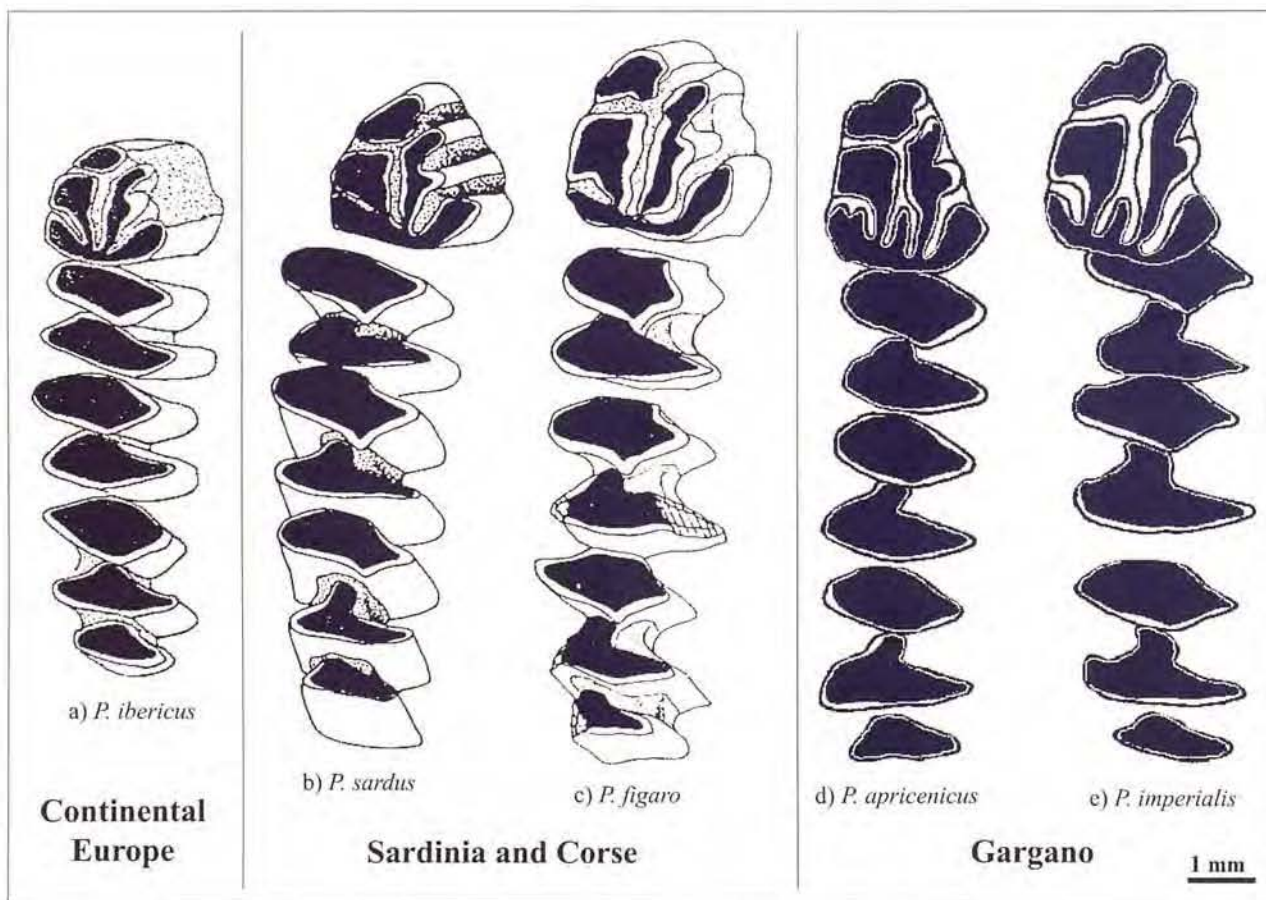 a) P. ibericus
b) P. sardus
c) P. figaro
d) P. apricenicus
e) P. imperialis
Continental
Europe
Sardinia and Corse
Gargano
1 mm